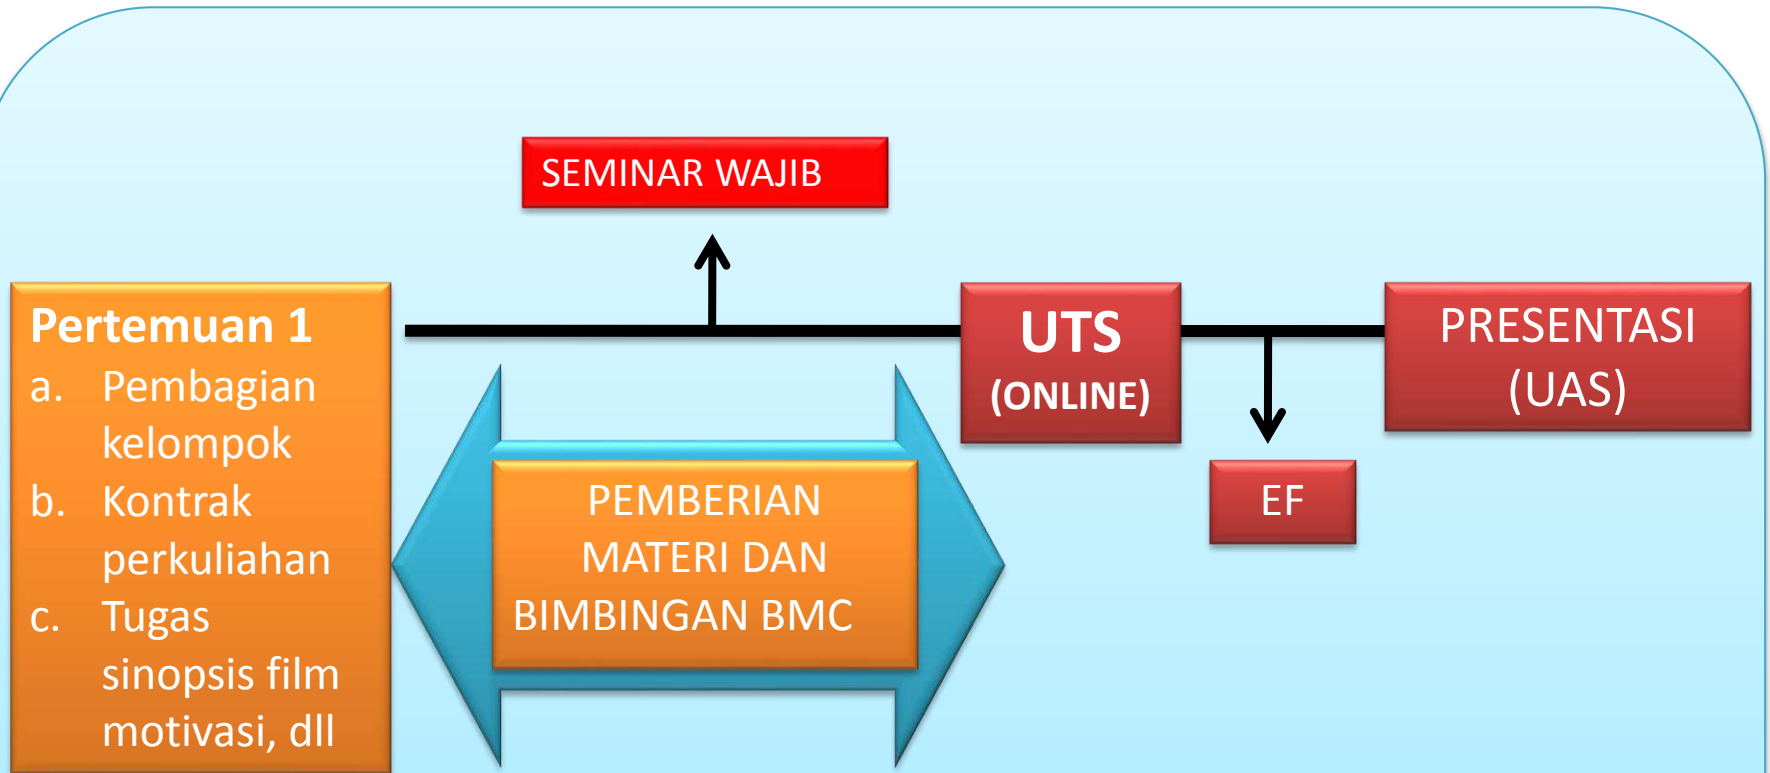 SEMINAR WAJIB
Pertemuan 1
a. Pembagian
kelompok
b. Kontrak
perkuliahan
c. Tugas
sinopsis film
motivasi, dll
PEMBERIAN
MATERI DAN
BIMBINGAN BMC
UTS
(ONLINE)
EF
PRESENTASI
(UAS)